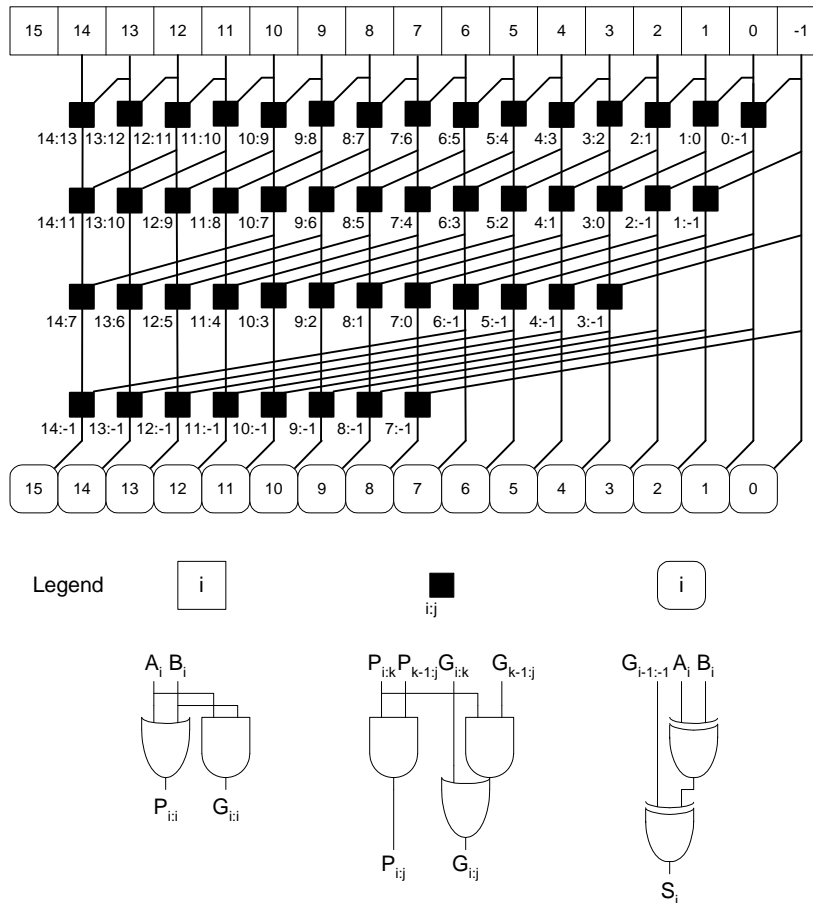 15 14 13 12 11 10 9 8 7 6 5 4 3 2 1 0 -1
14:13 13:12 12:11 11:10 10:9 9:8 8:7 7:6 6:5 5:4 4:3 3:2 2:1 1:0 0:-1
14:11 13:10 12:9 11:8 10:7 9:6 8:5 7:4 6:3 5:2 4:1 3:0 2:-1 1:-1
14:7 13:6 12:5 11:4 10:3 9:2 8:1 7:0 6:-1 5:-1 4:-1 3:-1
14:-1 13:-1 12:-1 11:-1 10:-1 9:-1 8:-1 7:-1
15 14 13 12 11 10 9 8 7 6 5 4 3 2 1 0
Legend i i:j i
Ai Bi Pi:k Pk-1:j Gi:k Gk-1:j Gi-1:-1 Ai Bi
Pi:i Gi:i Pi:j Gi:j Si